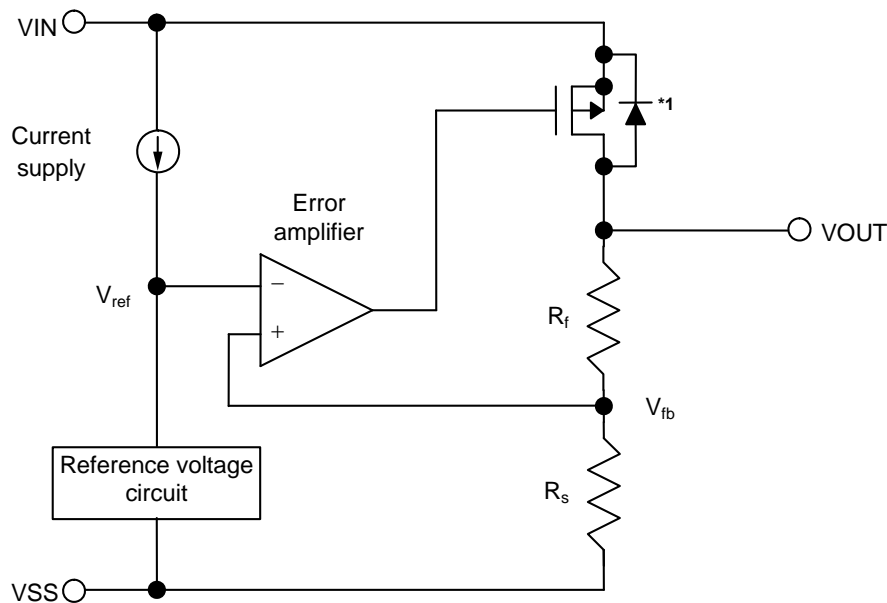 VIN
*1
Current
supply
Error
amplifier
VOUT
Vref
−
+
Rf
Vfb
Reference voltage
circuit
Rs
VSS